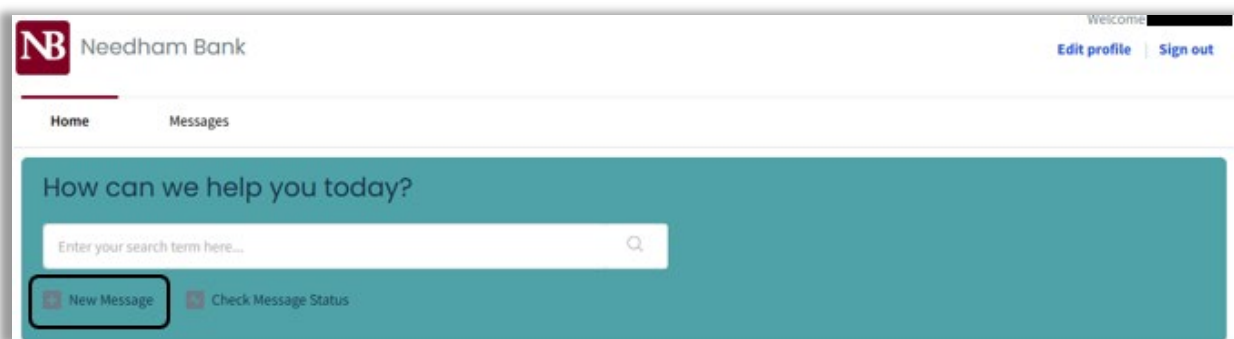 Welcome
NB Needham Bank
Edit profile | Sign out
Home Messages
How can we help you today?
Enter your search term here...
New Message Check Message Status